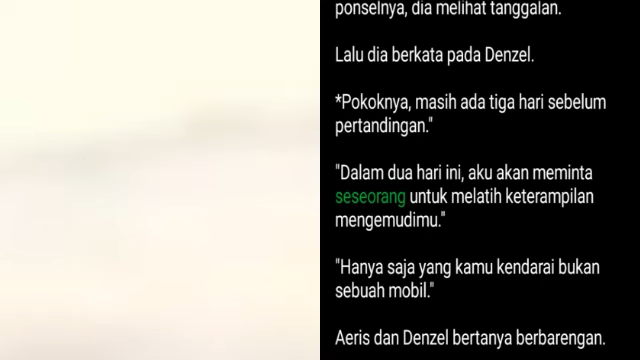 ponselnya, dia melihat tanggalan.
Lalu dia berkata pada Denzel.
*Pokoknya, masih ada tiga hari sebelum
pertandingan."
"Dalam dua hari ini, aku akan meminta
seseorang untuk melatih keterampilan
mengemudimu."
"Hanya saja yang kamu kendarai bukan
sebuah mobil."
Aeris dan Denzel bertanya berbarengan.